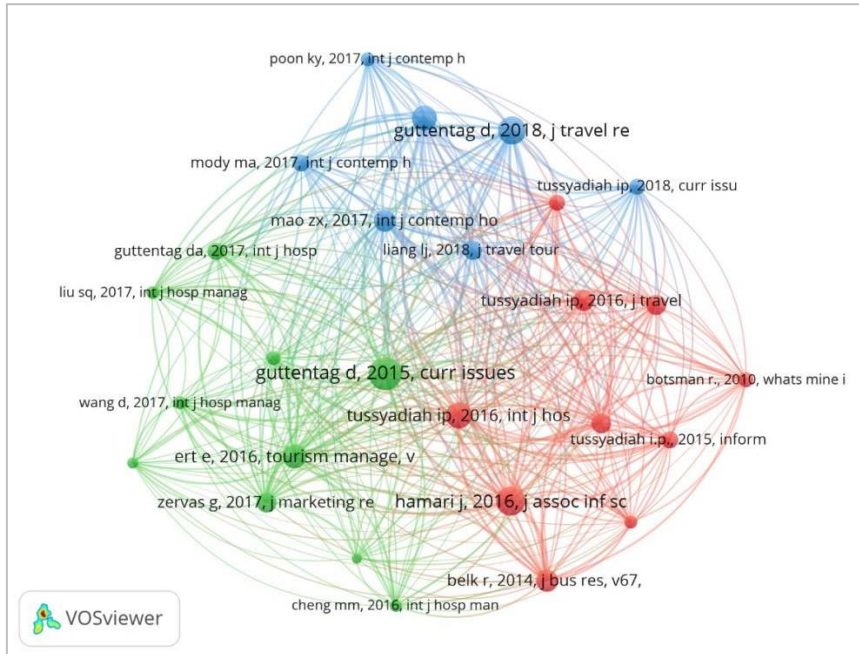 poon ky, 2017, int j contemp h
guttentag d, 2018, j travel re
mody ma, 2017, int j contemp h
tussyadiah ip, 2018, curr issu
mao zx, 2017, int j contemp ho
guttentag da, 2017, int j hosp
liang lj, 2018, j travel tour
liu sq, 2017, int j hosp manag
tussyadiah ip, 2016, j travel
guttentag d, 2015, curr issues
botsman r., 2010, whats mine i
wang d, 2017, int j hosp manag
tussyadiah ip, 2016, int j hos
tussyadiah i.p., 2015, inform
ert e, 2016, tourism manage, v
zervas g, 2017, j marketing re
hamari j, 2016, j assoc inf sc
belk r, 2014, j bus res, v67,
cheng mm, 2016, int j hosp man
VOSviewer